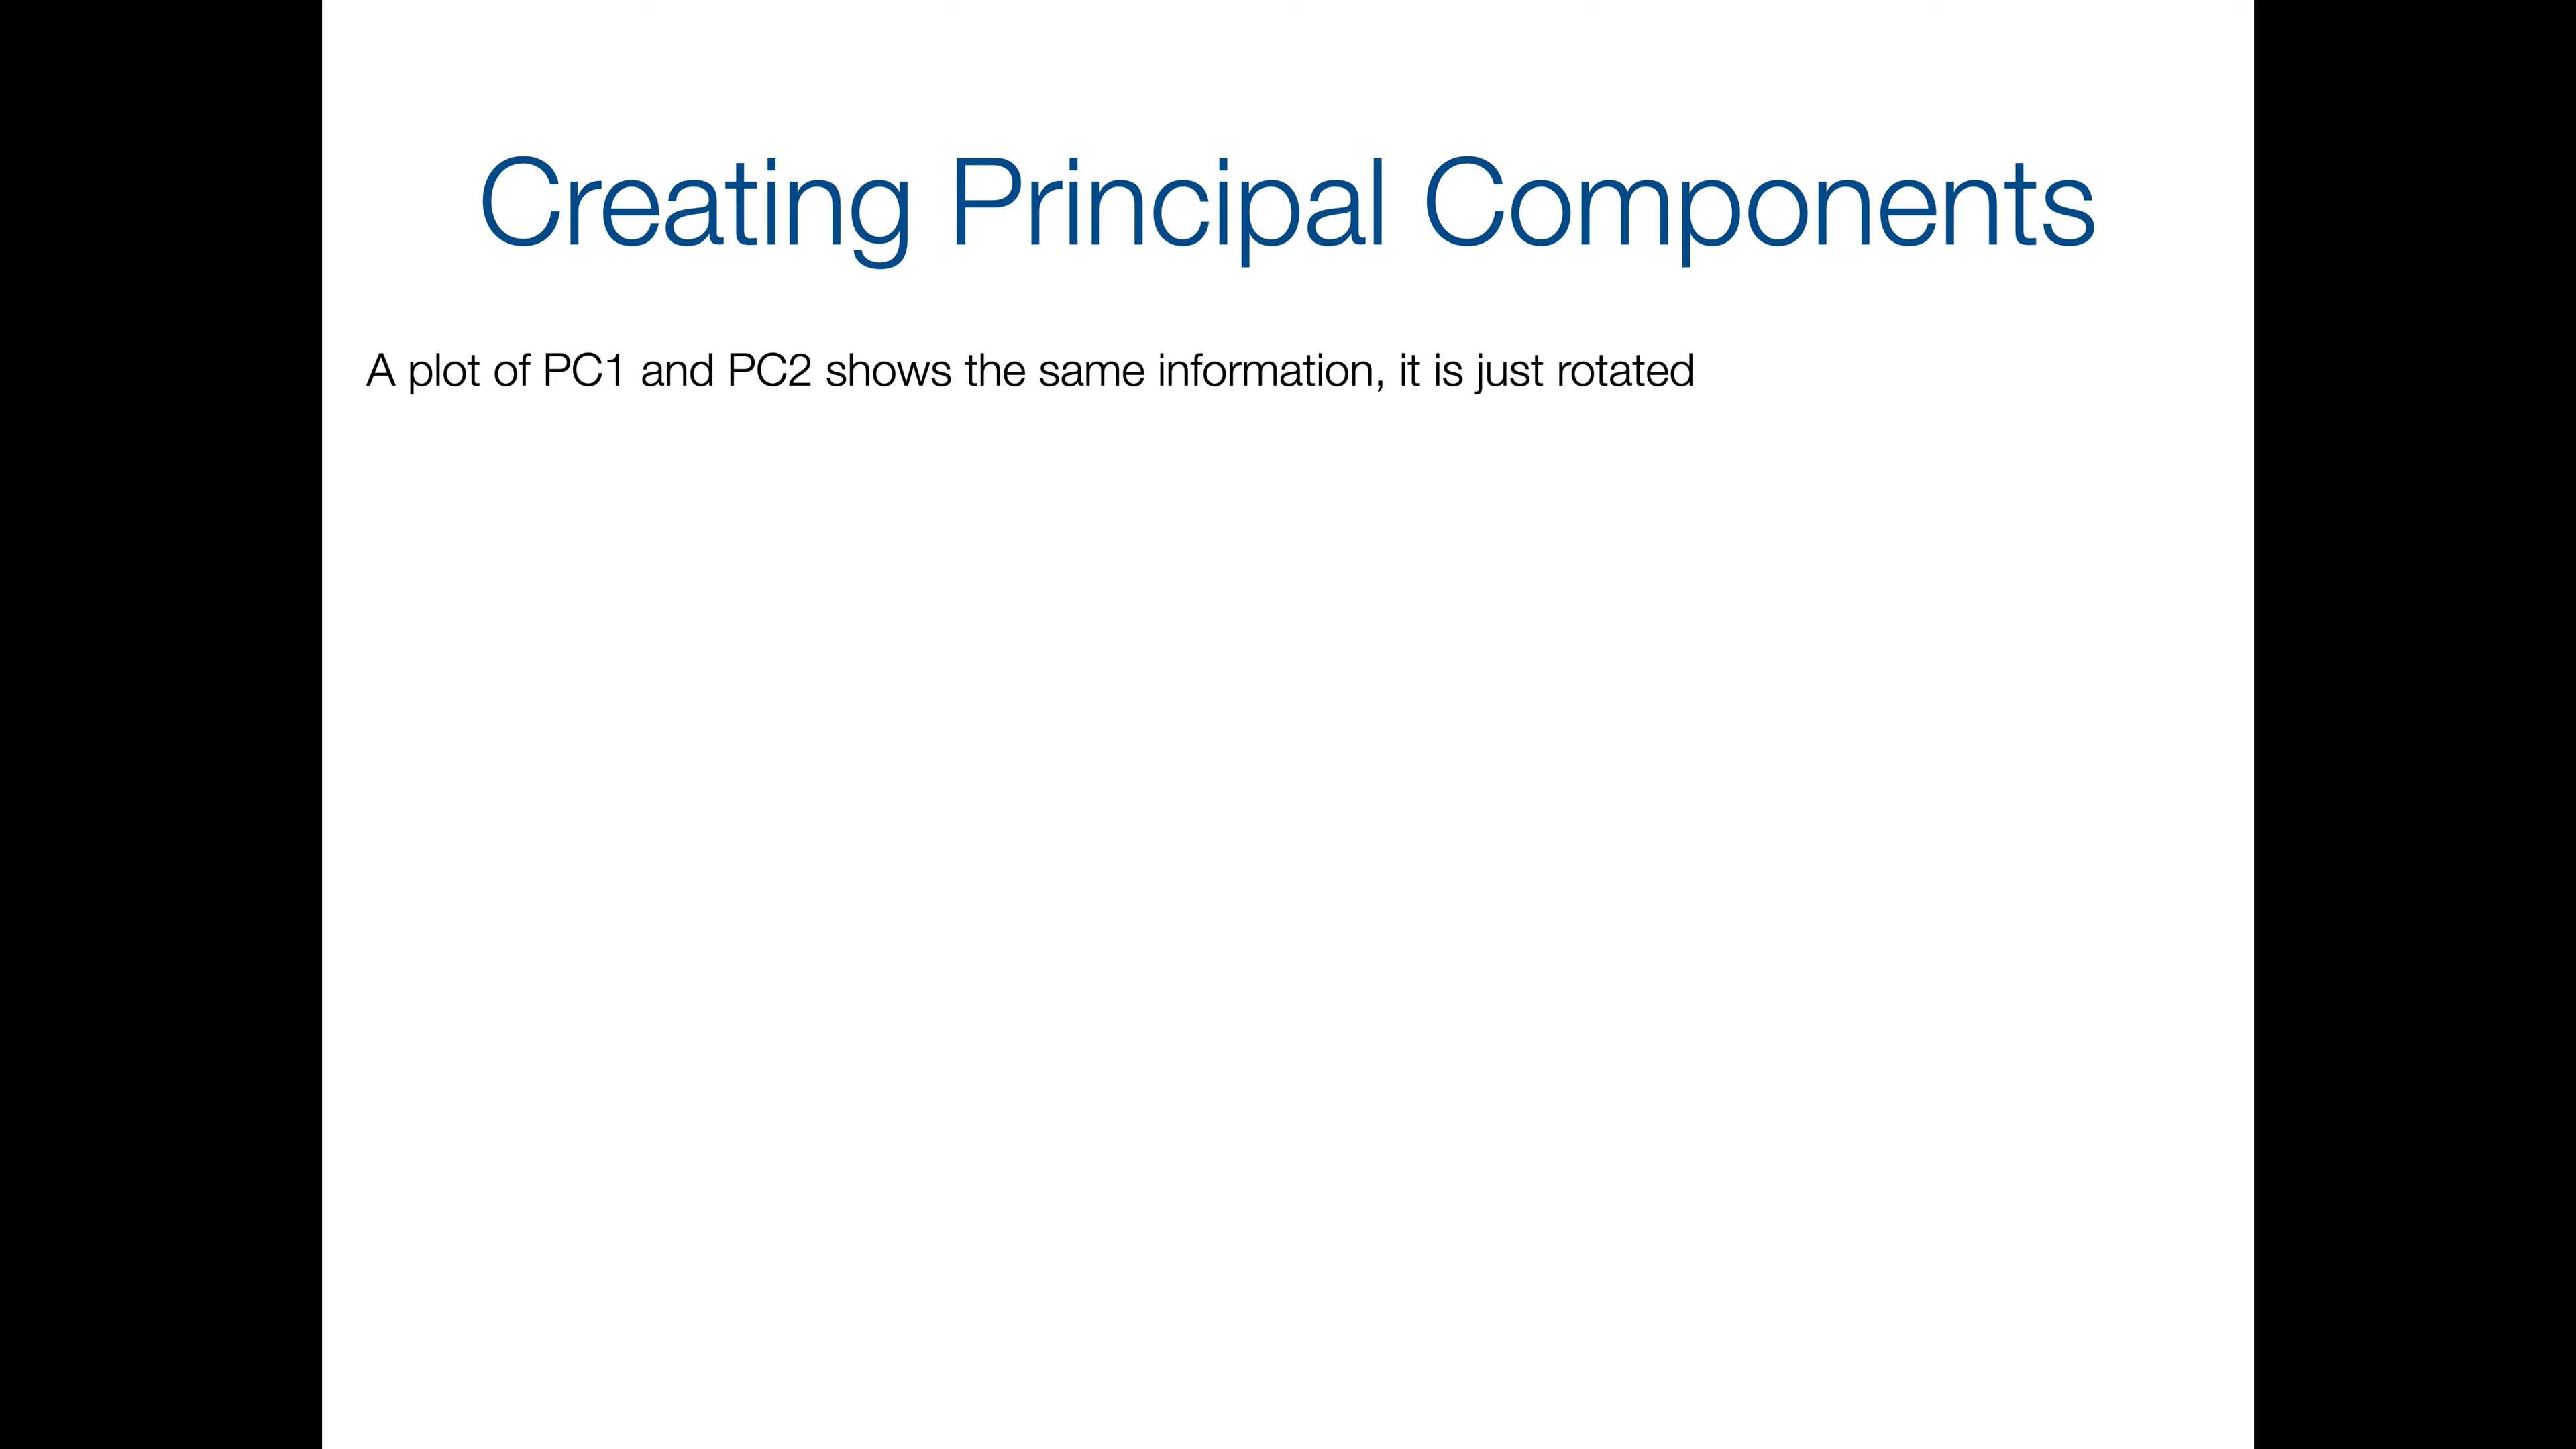 Creating Principal Components
A plot of PC1 and PC2 shows the same information, it is just rotated